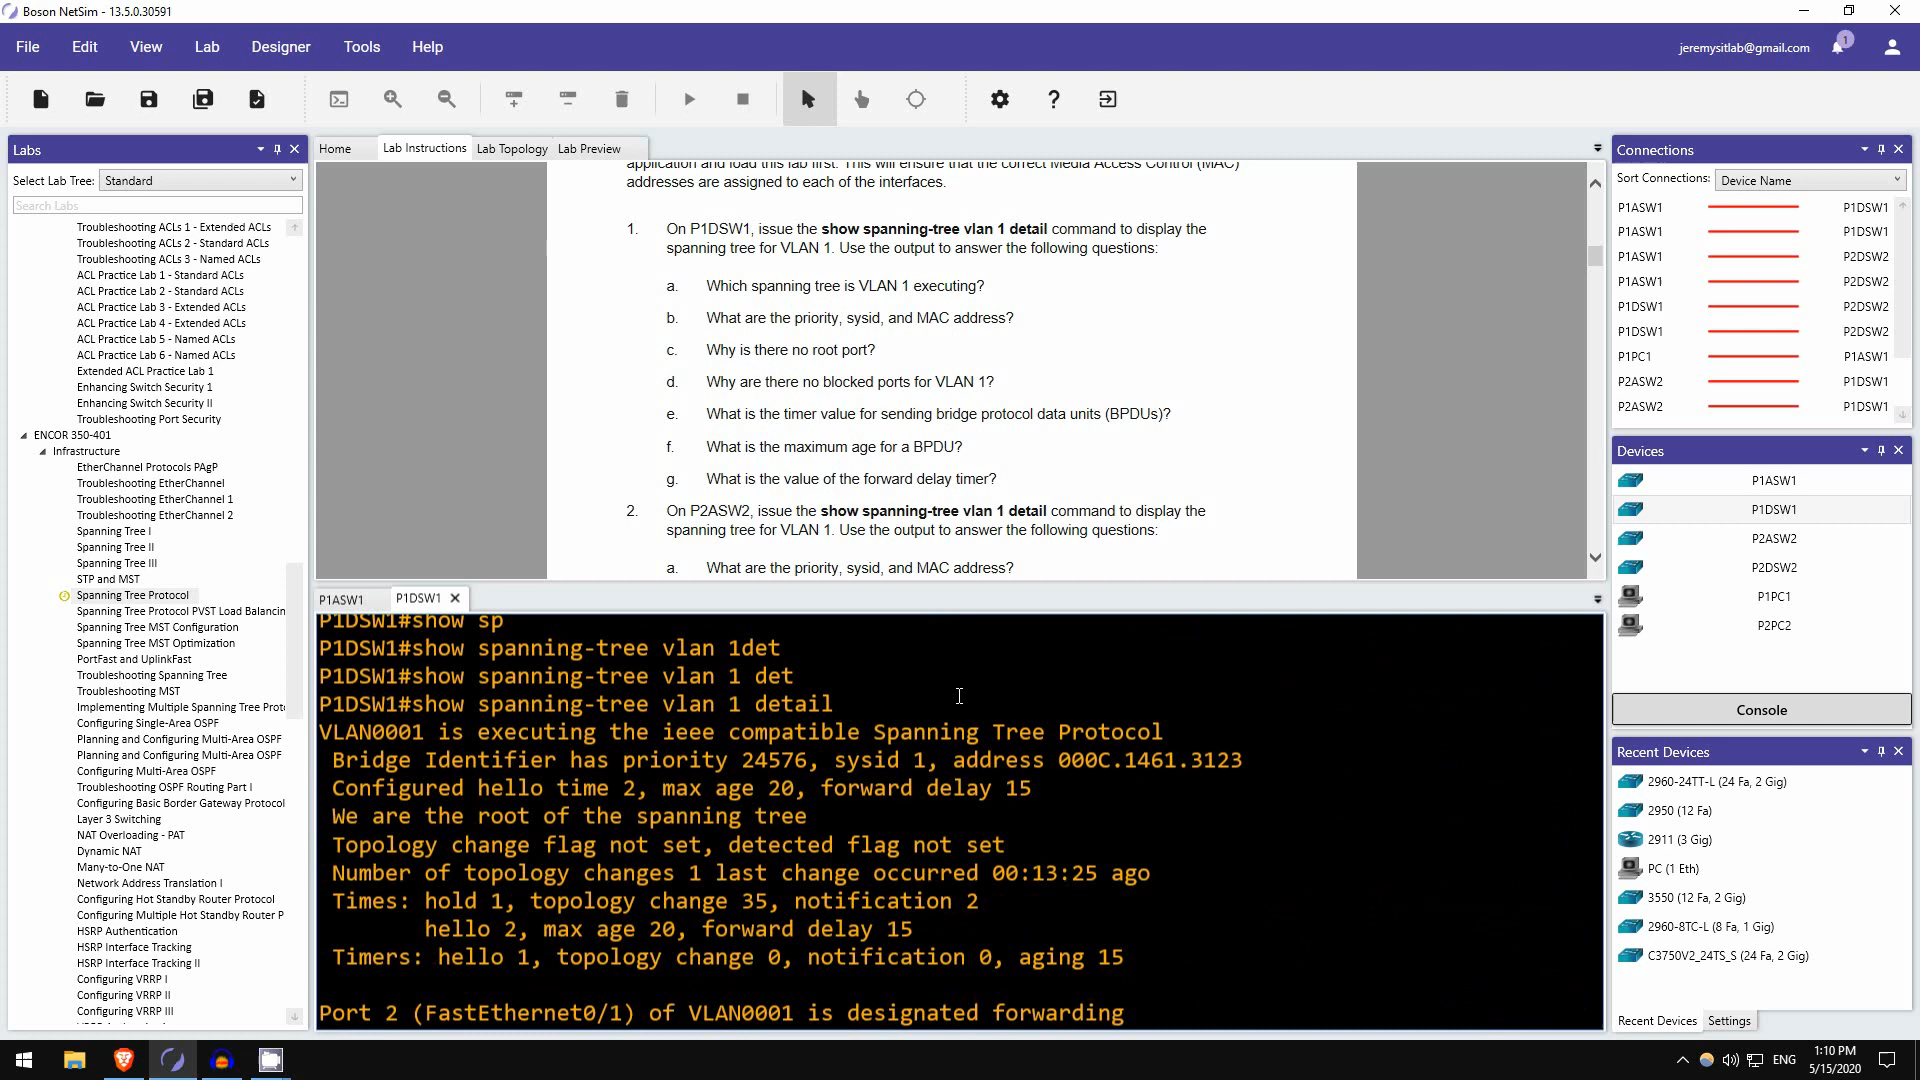 Boson NetSim - 13.5.0.30591
File Edit View Lab Designer Tools Help
jeremysitlab@gmail.com
1
Labs
Select Lab Tree: Standard
Search Labs
Troubleshooting ACLs 1 - Extended ACLs
Troubleshooting ACLs 2 - Standard ACLs
Troubleshooting ACLs 3 - Named ACLs
ACL Practice Lab 1 - Standard ACLs
ACL Practice Lab 2 - Standard ACLs
ACL Practice Lab 3 - Extended ACLs
ACL Practice Lab 4 - Extended ACLs
ACL Practice Lab 5 - Named ACLs
ACL Practice Lab 6 - Named ACLs
Extended ACL Practice Lab 1
Enhancing Switch Security 1
Enhancing Switch Security II
Troubleshooting Port Security
ENCOR 350-401
Infrastructure
EtherChannel Protocols PAgP
Troubleshooting EtherChannel
Troubleshooting EtherChannel 1
Troubleshooting EtherChannel 2
Spanning Tree I
Spanning Tree II
Spanning Tree III
STP and MST
Spanning Tree Protocol
Spanning Tree Protocol PVST Load Balancin
Spanning Tree MST Configuration
Spanning Tree MST Optimization
PortFast and UplinkFast
Troubleshooting Spanning Tree
Troubleshooting MST
Implementing Multiple Spanning Tree Proto
Configuring Single-Area OSPF
Planning and Configuring Multi-Area OSPF
Planning and Configuring Multi-Area OSPF
Configuring Multi-Area OSPF
Troubleshooting OSPF Routing Part I
Configuring Basic Border Gateway Protocol
Layer 3 Switching
NAT Overloading - PAT
Dynamic NAT
Many-to-One NAT
Network Address Translation I
Configuring Hot Standby Router Protocol
Configuring Multiple Hot Standby Router P
HSRP Authentication
HSRP Interface Tracking
HSRP Interface Tracking II
Configuring VRRP I
Configuring VRRP II
Configuring VRRP III
Home Lab Instructions Lab Topology Lab Preview
application and load this lab first. This will ensure that the correct Media Access Control (MAC)
addresses are assigned to each of the interfaces.
1. On P1DSW1, issue the show spanning-tree vlan 1 detail command to display the
spanning tree for VLAN 1. Use the output to answer the following questions:
a. Which spanning tree is VLAN 1 executing?
b. What are the priority, sysid, and MAC address?
c. Why is there no root port?
d. Why are there no blocked ports for VLAN 1?
e. What is the timer value for sending bridge protocol data units (BPDUs)?
f. What is the maximum age for a BPDU?
g. What is the value of the forward delay timer?
2. On P2ASW2, issue the show spanning-tree vlan 1 detail command to display the
spanning tree for VLAN 1. Use the output to answer the following questions:
a. What are the priority, sysid, and MAC address?
P1ASW1 P1DSW1
P1DSW1#show sp
P1DSW1#show spanning-tree vlan 1det
P1DSW1#show spanning-tree vlan 1 det
P1DSW1#show spanning-tree vlan 1 detail
VLAN0001 is executing the ieee compatible Spanning Tree Protocol
Bridge Identifier has priority 24576, sysid 1, address 000C.1461.3123
Configured hello time 2, max age 20, forward delay 15
We are the root of the spanning tree
Topology change flag not set, detected flag not set
Number of topology changes 1 last change occurred 00:13:25 ago
Times: hold 1, topology change 35, notification 2
hello 2, max age 20, forward delay 15
Timers: hello 1, topology change 0, notification 0, aging 15
Port 2 (FastEthernet0/1) of VLAN0001 is designated forwarding
Connections
Sort Connections: Device Name
P1ASW1 P1DSW1
P1ASW1 P1DSW1
P1ASW1 P2DSW2
P1ASW1 P2DSW2
P1DSW1 P2DSW2
P1DSW1 P2DSW2
P1PC1 P1ASW1
P2ASW2 P1DSW1
P2ASW2 P1DSW1
Devices
P1ASW1
P1DSW1
P2ASW2
P2DSW2
P1PC1
P2PC2
Console
Recent Devices
2960-24TT-L (24 Fa, 2 Gig)
2950 (12 Fa)
2911 (3 Gig)
PC (1 Eth)
3550 (12 Fa, 2 Gig)
2960-8TC-L (8 Fa, 1 Gig)
C3750V2_24TS_S (24 Fa, 2 Gig)
Recent Devices Settings
ENG
1:10 PM
5/15/2020